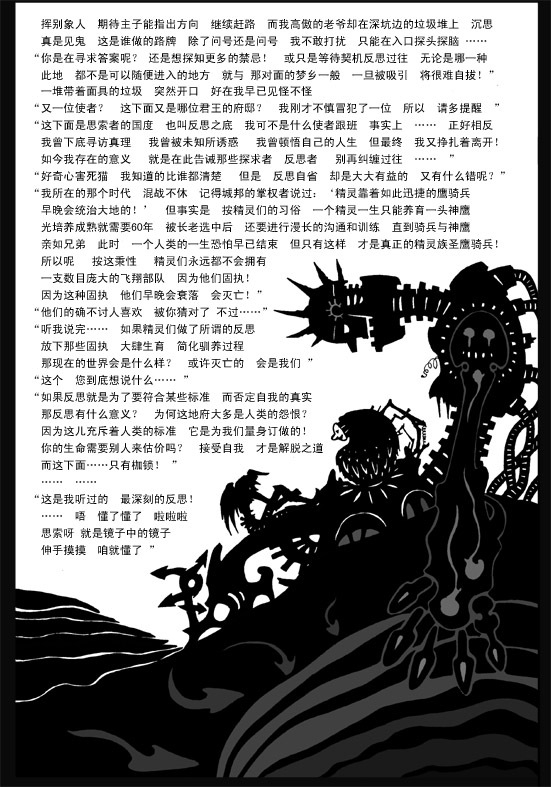 挥别象人　期待主子能指出方向　继续赶路　而我高傲的老爷却在深坑边的垃圾堆上　沉思
真是见鬼　这是谁做的路牌　除了问号还是问号　我不敢打扰　只能在入口探头探脑 ……
“你是在寻求答案呢？ 还是想探知更多的禁忌！　或只是等待契机反思过往　无论是哪一种
此地　都不是可以随便进入的地方　就与 那对面的梦乡一般　一旦被吸引　将很难自拔！”
一堆带着面具的垃圾　突然开口　好在我早已见怪不怪
“又一位使者？　这下面又是哪位君王的府邸？　我刚才不慎冒犯了一位　所以　请多提醒　”
“这下面是思索者的国度　也叫反思之底　我可不是什么使者跟班　事实上　……　正好相反
我曾下底寻访真理　我曾被未知所诱惑　我曾顿悟自己的人生　但最终　我又挣扎着离开！
如今我存在的意义　就是在此告诫那些探求者　反思者　别再纠缠过往　……　”
“好奇心害死猫　我知道的比谁都清楚　但是　反思自省　却是大大有益的　又有什么错呢？”
“我所在的那个时代　混战不休　记得城邦的掌权者说过：‘精灵靠着如此迅捷的鹰骑兵
早晚会统治大地的！’　但事实是　按精灵们的习俗　一个精灵一生只能养育一头神鹰
光培养成熟就需要60年　被长老选中后　还要进行漫长的沟通和训练　直到骑兵与神鹰
亲如兄弟　此时　一个人类的一生恐怕早已结束　但只有这样　才是真正的精灵族圣鹰骑兵！
所以呢　按这秉性　精灵们永远都不会拥有
一支数目庞大的飞翔部队　因为他们固执！
因为这种固执　他们早晚会衰落　会灭亡！”
“他们的确不讨人喜欢　被你猜对了 不过……”
“听我说完……　如果精灵们做了所谓的反思
放下那些固执　大肆生育　简化驯养过程
那现在的世界会是什么样？　或许灭亡的　会是我们 ”
“这个　您到底想说什么…… ”
“如果反思就是为了要符合某些标准　而否定自我的真实
那反思有什么意义？　为何这地府大多是人类的怨恨？
因为这儿充斥着人类的标准　它是为我们量身订做的！
你的生命需要别人来估价吗？　接受自我　才是解脱之道
而这下面……只有枷锁！ ”
……　……
“这是我听过的　最深刻的反思！
……　唔　懂了懂了　啦啦啦
思索呀 就是镜子中的镜子
伸手摸摸　咱就懂了 ”